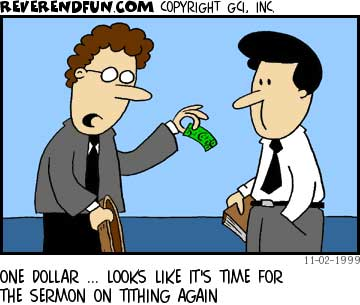 REVERENDFUN.COM COPYRIGHT GCI, INC.
11-02-1999
ONE DOLLAR ... LOOKS LIKE IT'S TIME FOR
THE SERMON ON TITHING AGAIN